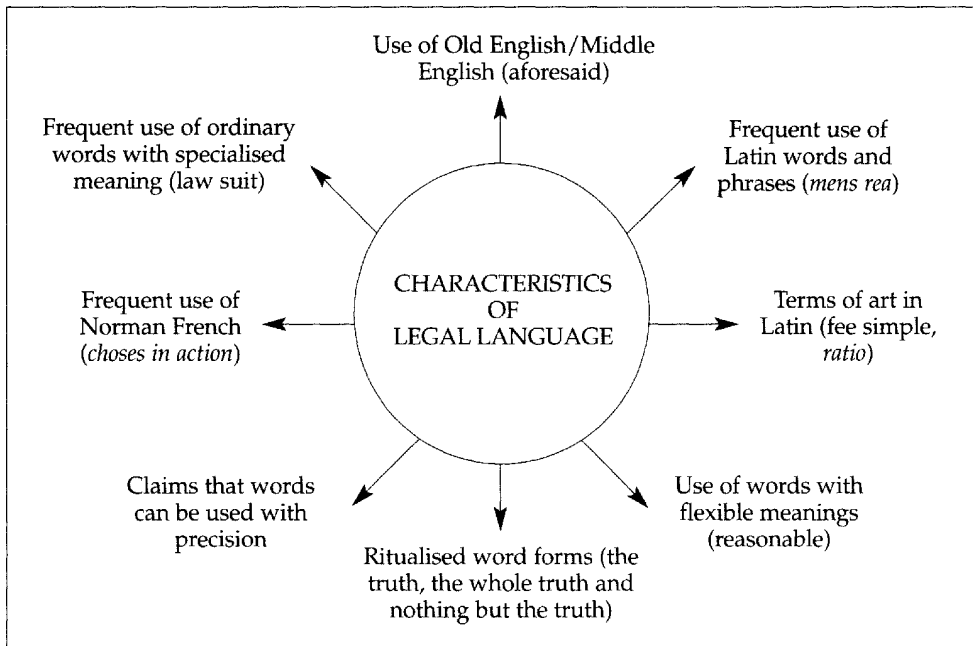 Use of Old English/Middle
English (aforesaid)
Frequent use of ordinary
words with specialised
meaning (law suit)
Frequent use of
Latin words and
phrases (mens rea)
Frequent use of
Norman French
(choses in action)
CHARACTERISTICS
OF
LEGAL LANGUAGE
Terms of art in
Latin (fee simple,
ratio)
Claims that words
can be used with
precision
Ritualised word forms (the
truth, the whole truth and
nothing but the truth)
Use of words with
flexible meanings
(reasonable)